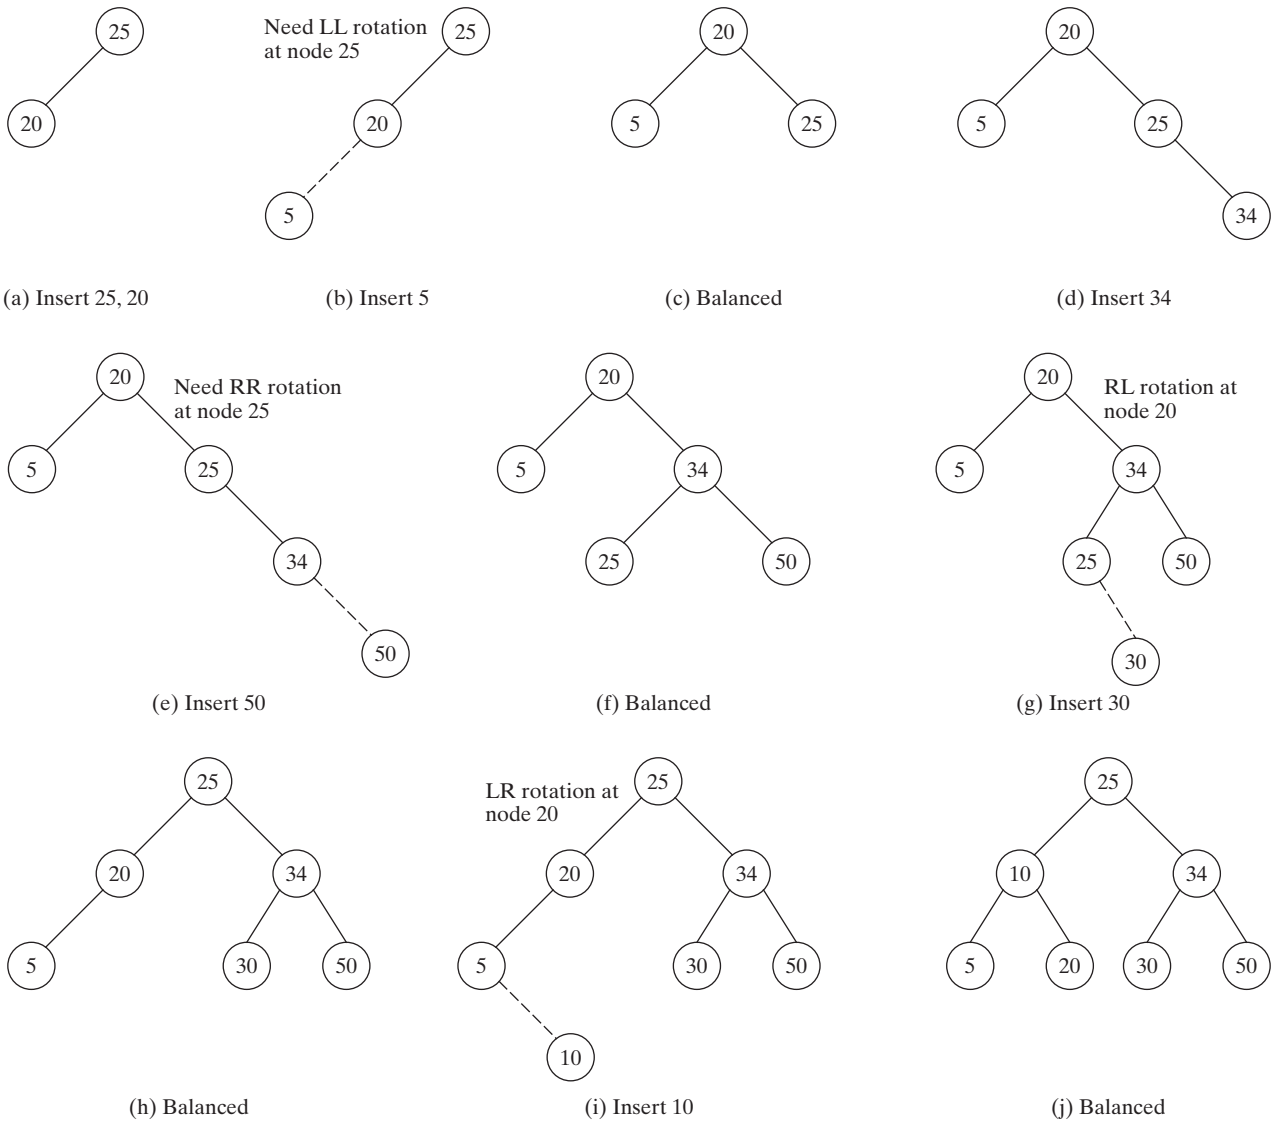 25
20
Need LL rotation
at node 25
25
20
5
20
5
25
20
5
25
34
(a) Insert 25, 20
(b) Insert 5
(c) Balanced
(d) Insert 34
20
Need RR rotation
at node 25
5
25
34
50
20
5
34
25
50
20
RL rotation at
node 20
5
34
25
50
30
(e) Insert 50
(f) Balanced
(g) Insert 30
25
20
34
5
30
50
LR rotation at
node 20
25
20
34
5
30
50
10
25
10
34
5
20
30
50
(h) Balanced
(i) Insert 10
(j) Balanced